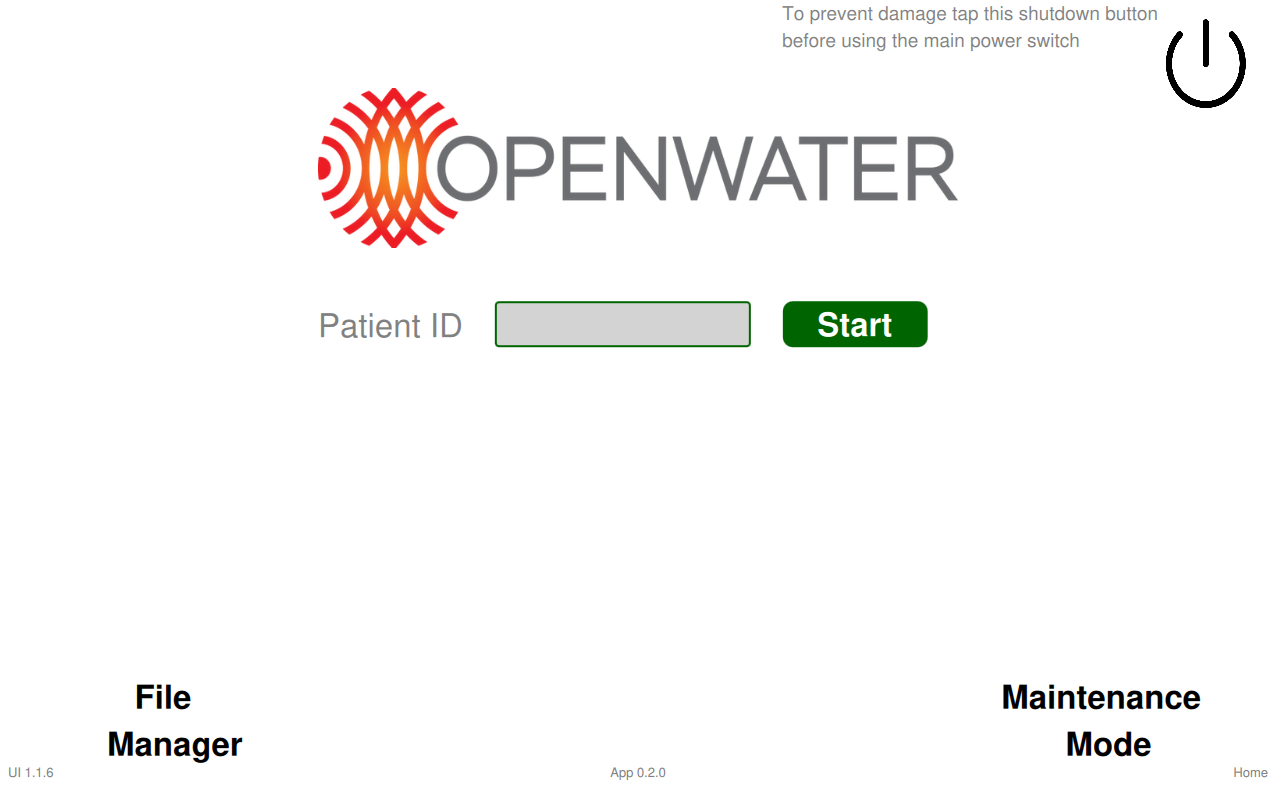 To prevent damage tap this shutdown button
before using the main power switch
OPENWATER
Patient ID
Start
File
Manager
Maintenance
Mode
UI 1.1.6
App 0.2.0
Home